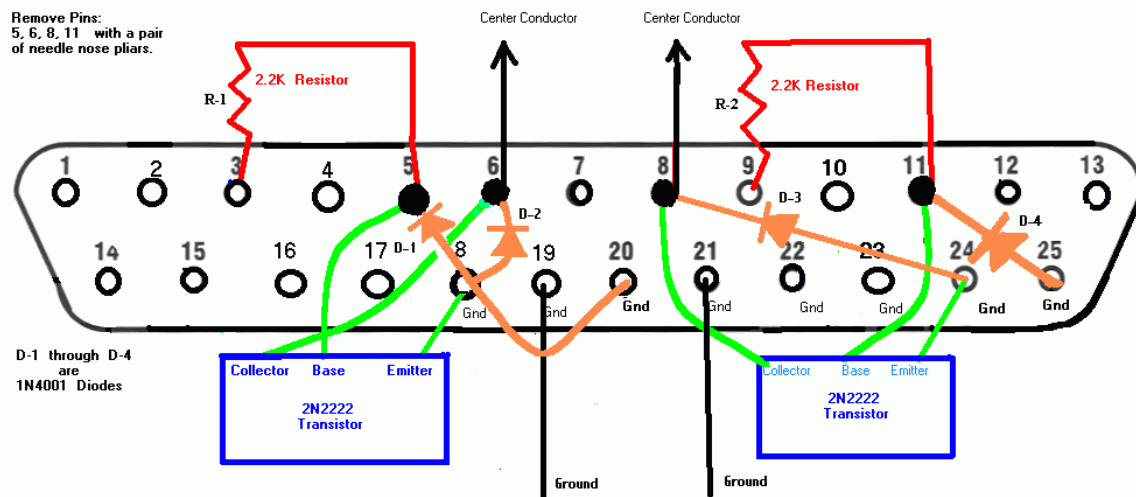 Remove Pins:
5, 6, 8, 11 with a pair
of needle nose pliars.
Center Conductor
Center Conductor
2.2K Resistor
R-1
2.2K Resistor
R-2
1 2 3 4 5 6 7 8 9 10 11 12 13
D-2
D-3
D-4
D-1
14 15 16 17 8 19 20 21 22 23 24 25
Gnd Gnd Gnd Gnd Gnd Gnd Gnd Gnd
D-1 through D-4
are
1N4001 Diodes
Collector Base Emitter
2N2222
Transistor
Collector Base Emitter
2N2222
Transistor
Ground
Ground